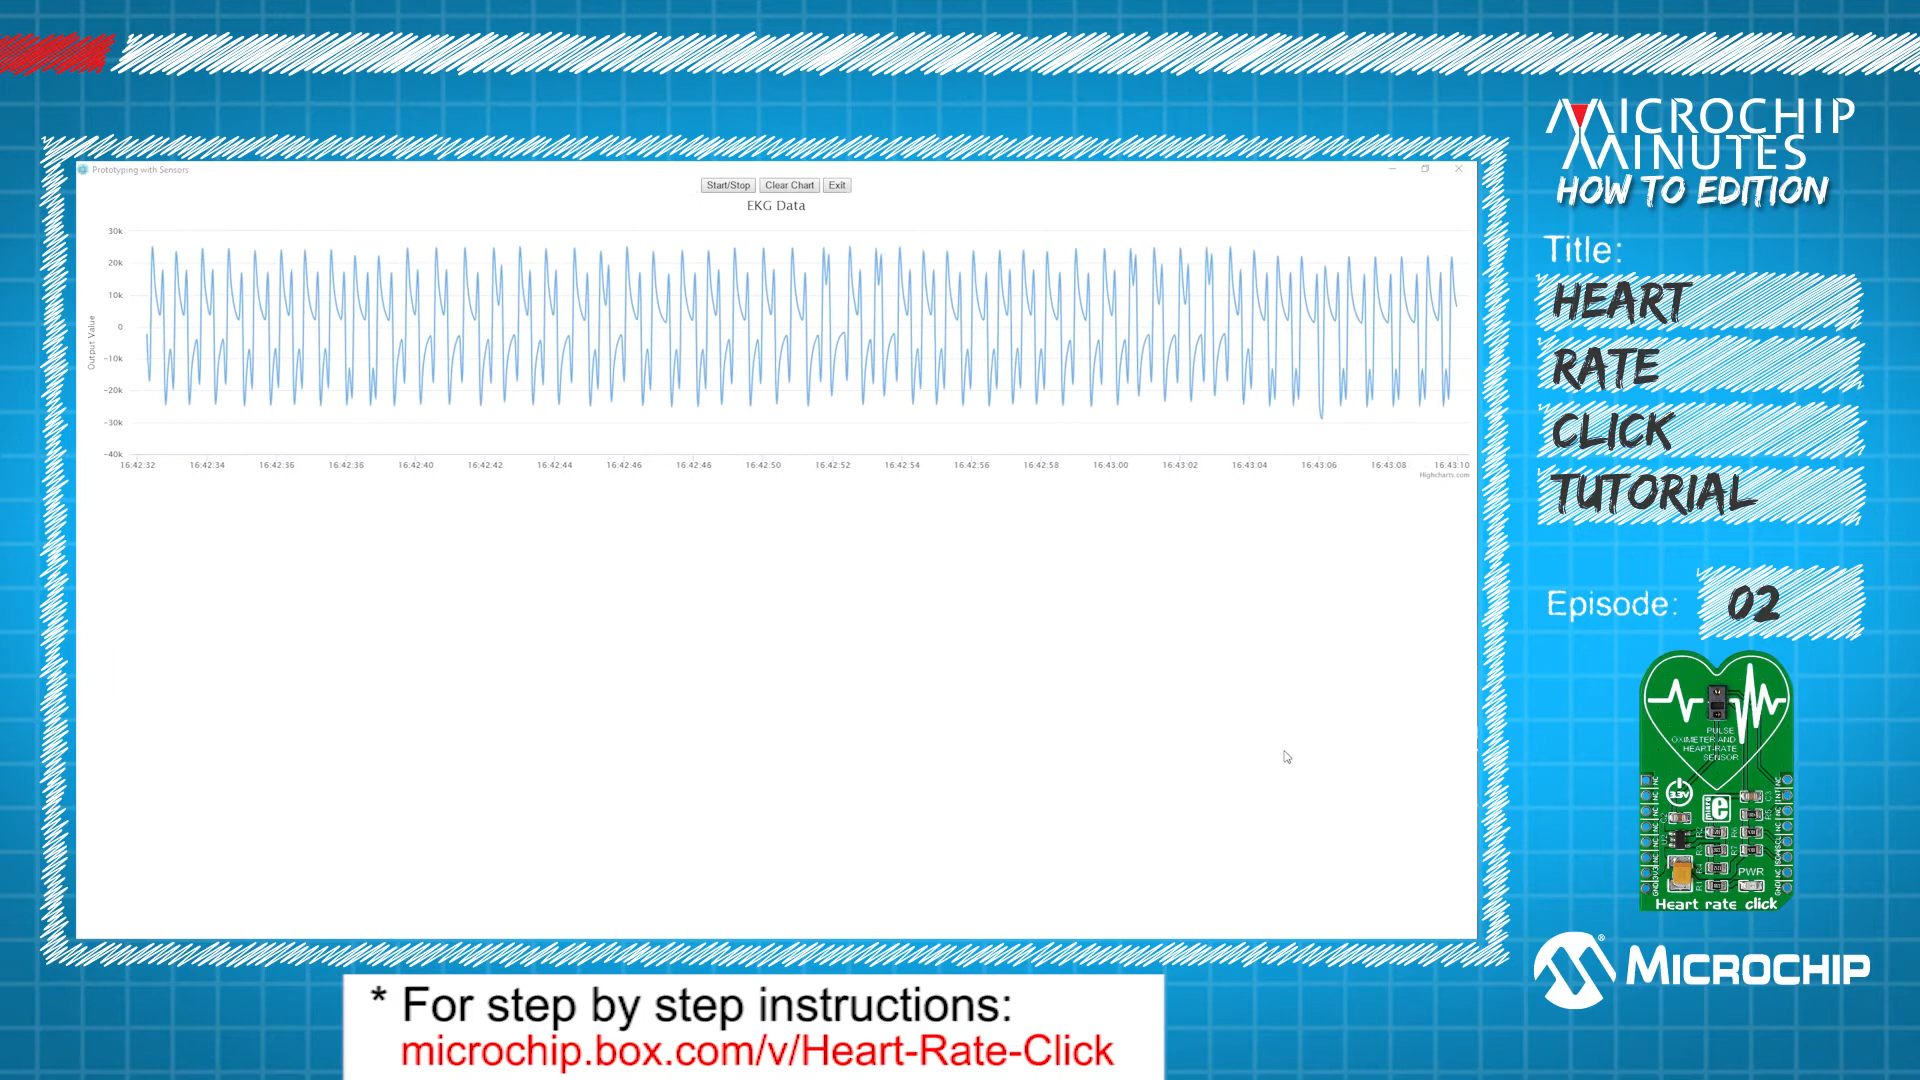 MICROCHIP
MINUTES
HOW TO EDITION
Title:
HEART
RATE
CLICK
TUTORIAL
Episode: 02
Prototyping with Sensors
Start/Stop Clear Chart Exit
EKG Data
Output Value
30k
20k
10k
0
-10k
-20k
-30k
-40k
16:42:32 16:42:34 16:42:36 16:42:38 16:42:40 16:42:42 16:42:44 16:42:46 16:42:48 16:42:50 16:42:52 16:42:54 16:42:56 16:42:58 16:43:00 16:43:02 16:43:04 16:43:06 16:43:08 16:43:10
Highcharts.com
PULSE
OXIMETER AND
HEART-RATE
SENSOR
3.3V
PWR
Heart rate click
MICROCHIP
* For step by step instructions:
microchip.box.com/v/Heart-Rate-Click